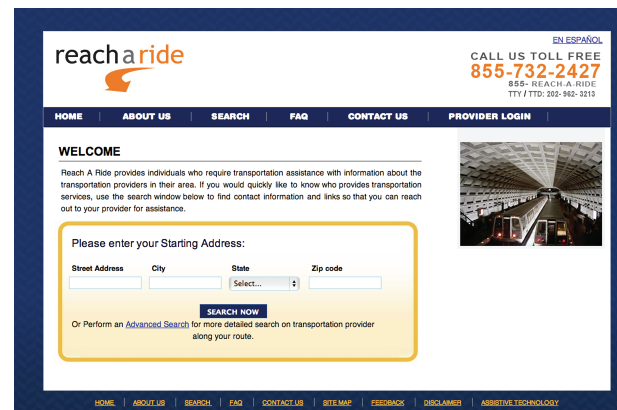 EN ESPAÑOL
reach a ride
CALL US TOLL FREE
855-732-2427
855- REACH-A-RIDE
TTY / TTD: 202- 962- 3213
HOME | ABOUT US | SEARCH | FAQ | CONTACT US | PROVIDER LOGIN |
WELCOME
Reach A Ride provides individuals who require transportation assistance with information about the
transportation providers in their area. If you would quickly like to know who provides transportation
services, use the search window below to find contact information and links so that you can reach
out to your provider for assistance.
Please enter your Starting Address:
Street Address City State Zip code
Select...
SEARCH NOW
Or Perform an Advanced Search for more detailed search on transportation provider
along your route.
HOME | ABOUT US | SEARCH | FAQ | CONTACT US | SITE MAP | FEEDBACK | DISCLAIMER | ASSISTIVE TECHNOLOGY